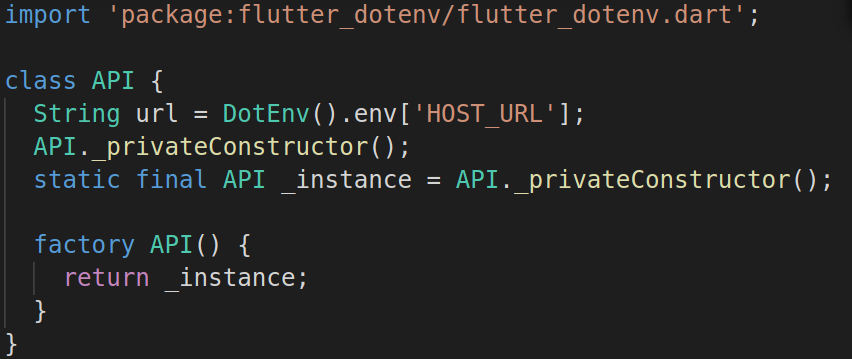 import 'package:flutter_dotenv/flutter_dotenv.dart';
class API {
String url = DotEnv().env['HOST_URL'];
API._privateConstructor();
static final API _instance = API._privateConstructor();
factory API() {
return _instance;
}
}